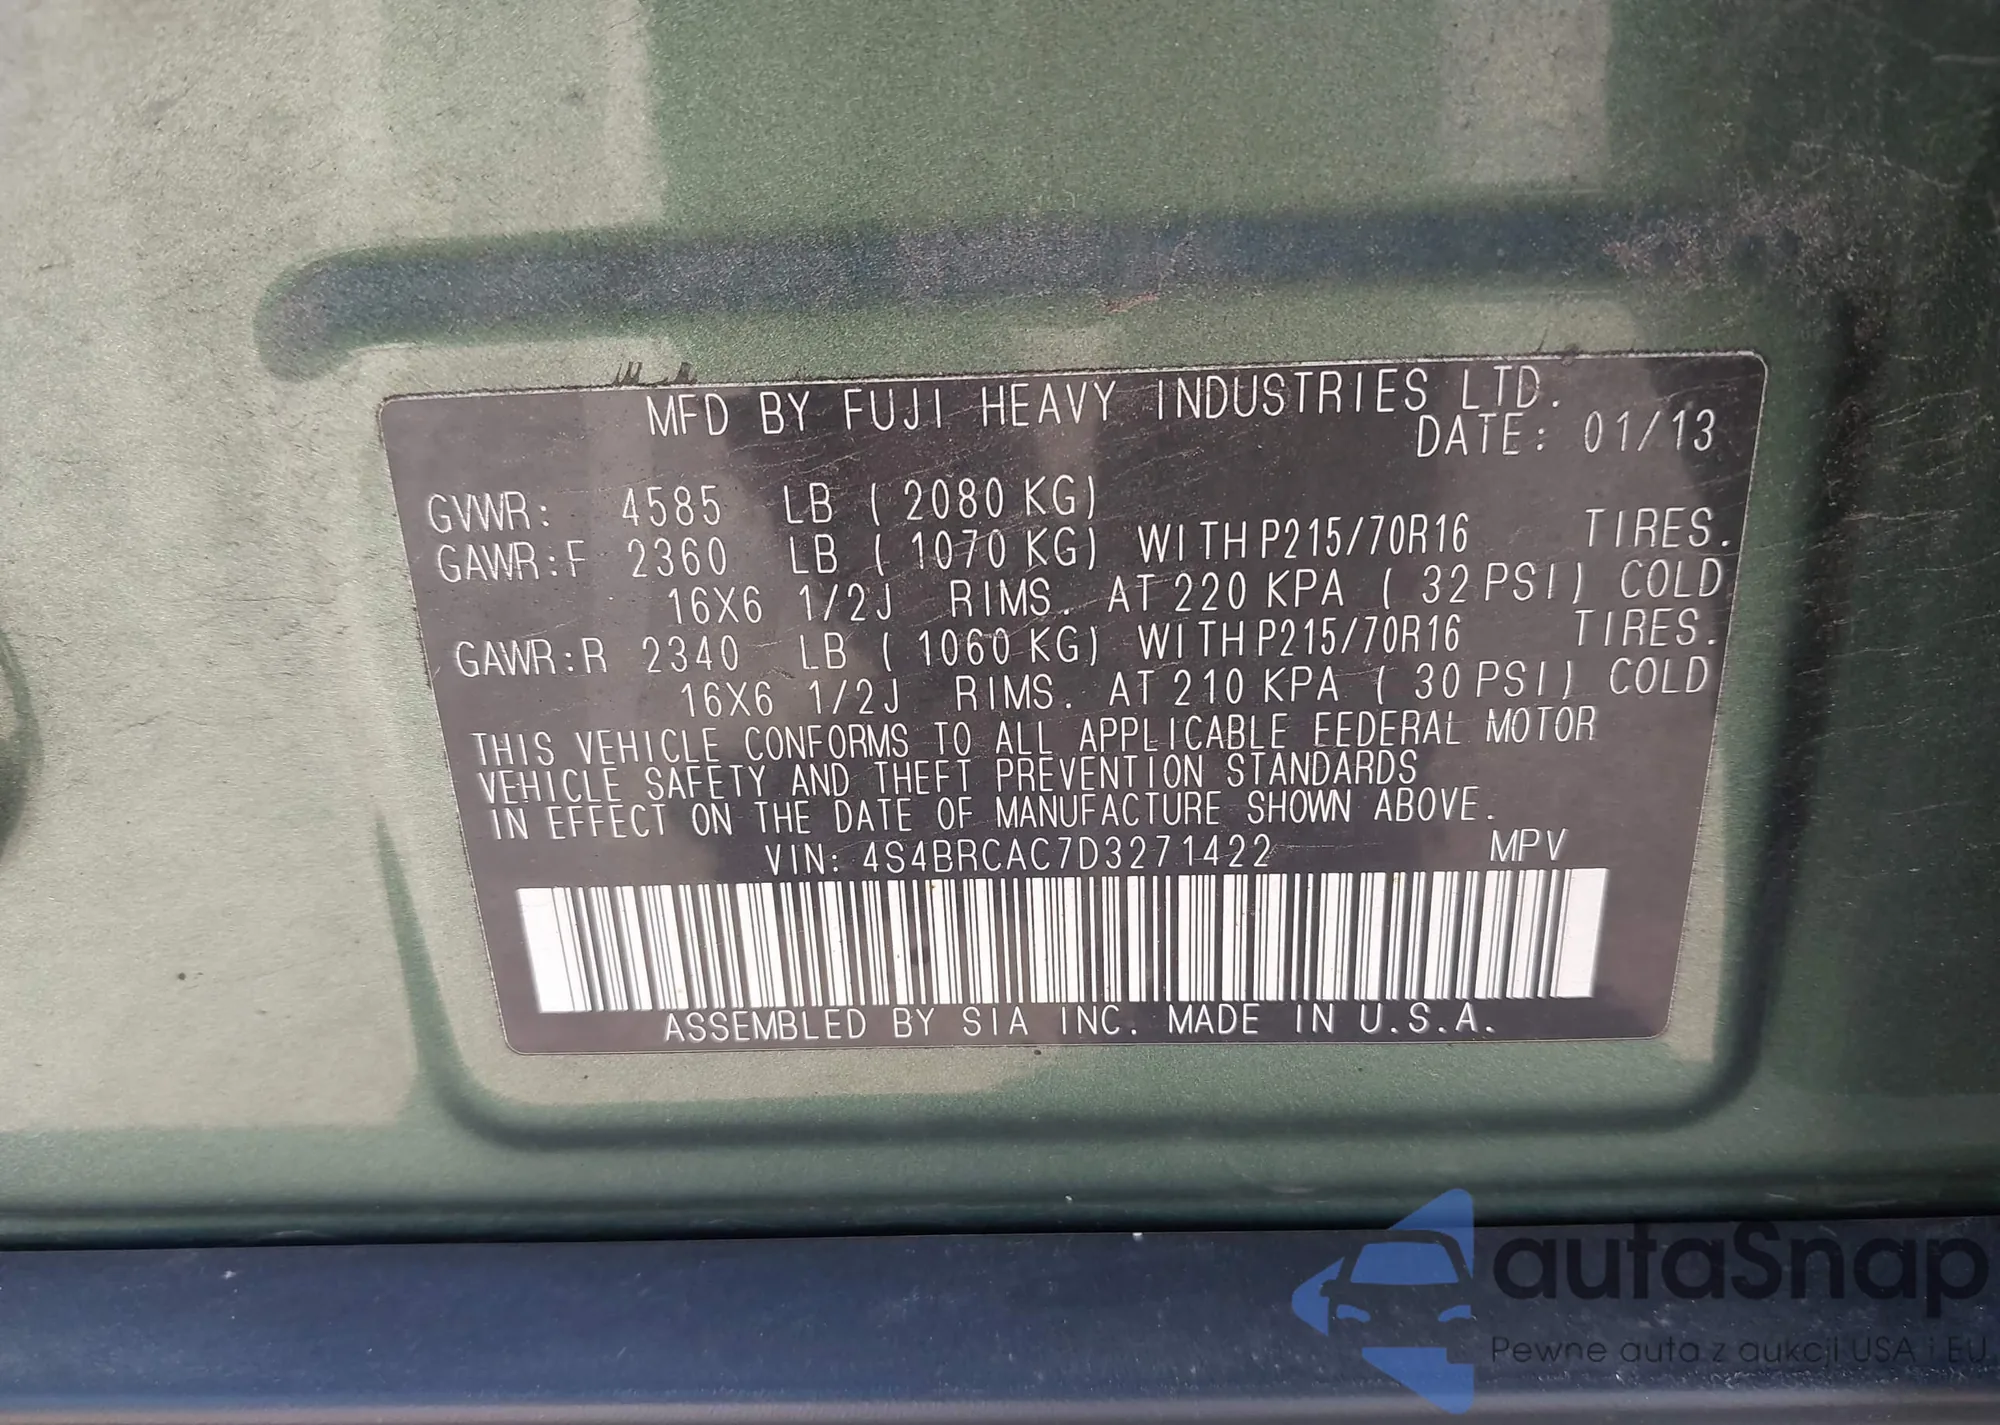 MFD BY FUJI HEAVY INDUSTRIES LTD.
DATE: 01/13
GVWR: 4585 LB ( 2080 KG)
GAWR:F 2360 LB ( 1070 KG) WITH P215/70R16 TIRES.
16X6 1/2J RIMS. AT 220 KPA ( 32 PSI) COLD
GAWR:R 2340 LB ( 1060 KG) WITH P215/70R16 TIRES.
16X6 1/2J RIMS. AT 210 KPA ( 30 PSI) COLD
THIS VEHICLE CONFORMS TO ALL APPLICABLE FEDERAL MOTOR
VEHICLE SAFETY AND THEFT PREVENTION STANDARDS
IN EFFECT ON THE DATE OF MANUFACTURE SHOWN ABOVE.
VIN: 4S4BRCAC7D3271422 MPV
ASSEMBLED BY SIA INC. MADE IN U.S.A.
autaSnap
Pewne auta z aukcji USA i EU